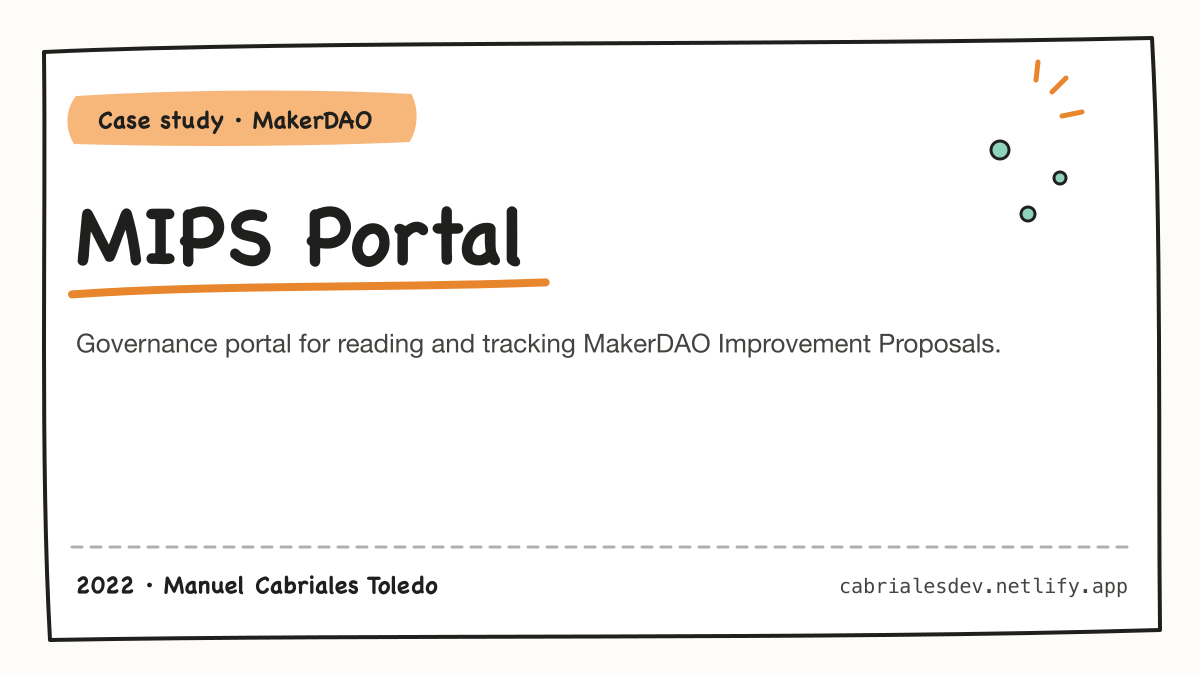 Case study · MakerDAO
MIPS Portal
Governance portal for reading and tracking MakerDAO Improvement Proposals.
2022 · Manuel Cabriales Toledo
cabrialesdev.netlify.app